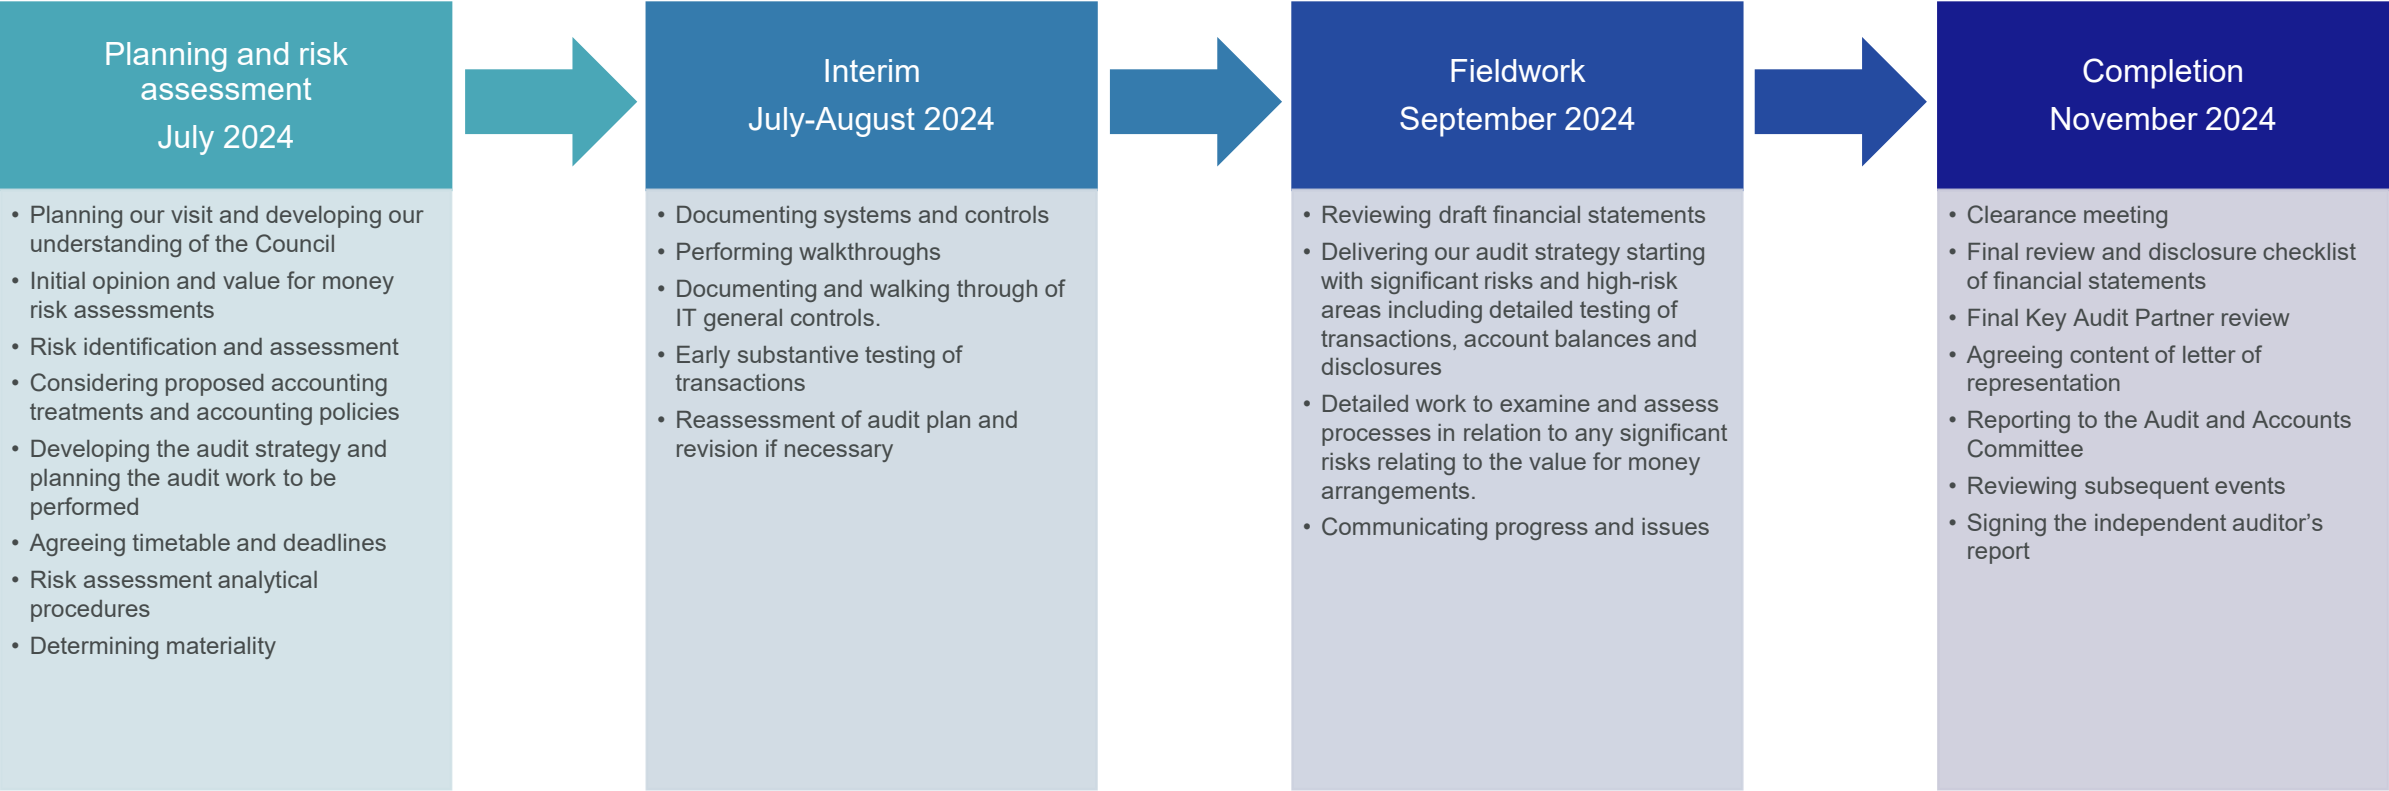 Planning and risk
assessment
July 2024
• Planning our visit and developing our
understanding of the Council
• Initial opinion and value for money
risk assessments
• Risk identification and assessment
• Considering proposed accounting
treatments and accounting policies
• Developing the audit strategy and
planning the audit work to be
performed
• Agreeing timetable and deadlines
• Risk assessment analytical
procedures
• Determining materiality
Interim
July-August 2024
• Documenting systems and controls
• Performing walkthroughs
• Documenting and walking through of
IT general controls.
• Early substantive testing of
transactions
• Reassessment of audit plan and
revision if necessary
Fieldwork
September 2024
• Reviewing draft financial statements
• Delivering our audit strategy starting
with significant risks and high-risk
areas including detailed testing of
transactions, account balances and
disclosures
• Detailed work to examine and assess
processes in relation to any significant
risks relating to the value for money
arrangements.
• Communicating progress and issues
Completion
November 2024
• Clearance meeting
• Final review and disclosure checklist
of financial statements
• Final Key Audit Partner review
• Agreeing content of letter of
representation
• Reporting to the Audit and Accounts
Committee
• Reviewing subsequent events
• Signing the independent auditor’s
report